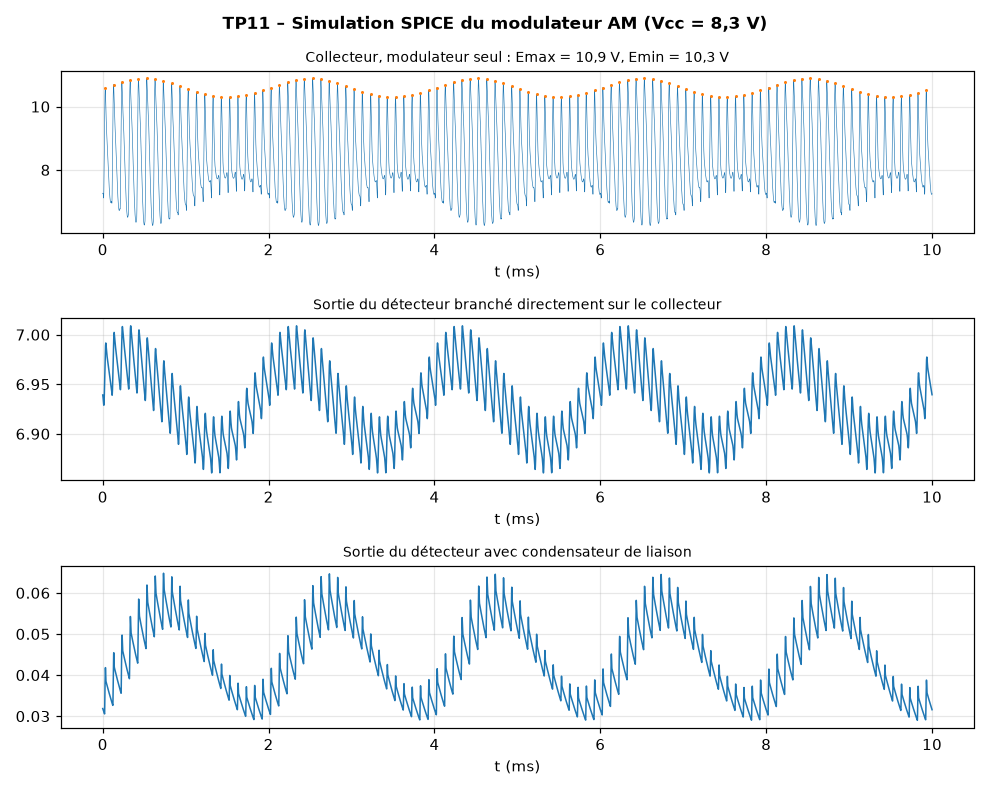 TP11 – Simulation SPICE du modulateur AM (Vcc = 8,3 V)
Collecteur, modulateur seul : Emax = 10,9 V, Emin = 10,3 V
10
8
0 2 4 6 8 10
t (ms)
Sortie du détecteur branché directement sur le collecteur
7.00
6.95
6.90
0 2 4 6 8 10
t (ms)
Sortie du détecteur avec condensateur de liaison
0.06
0.05
0.04
0.03
0 2 4 6 8 10
t (ms)